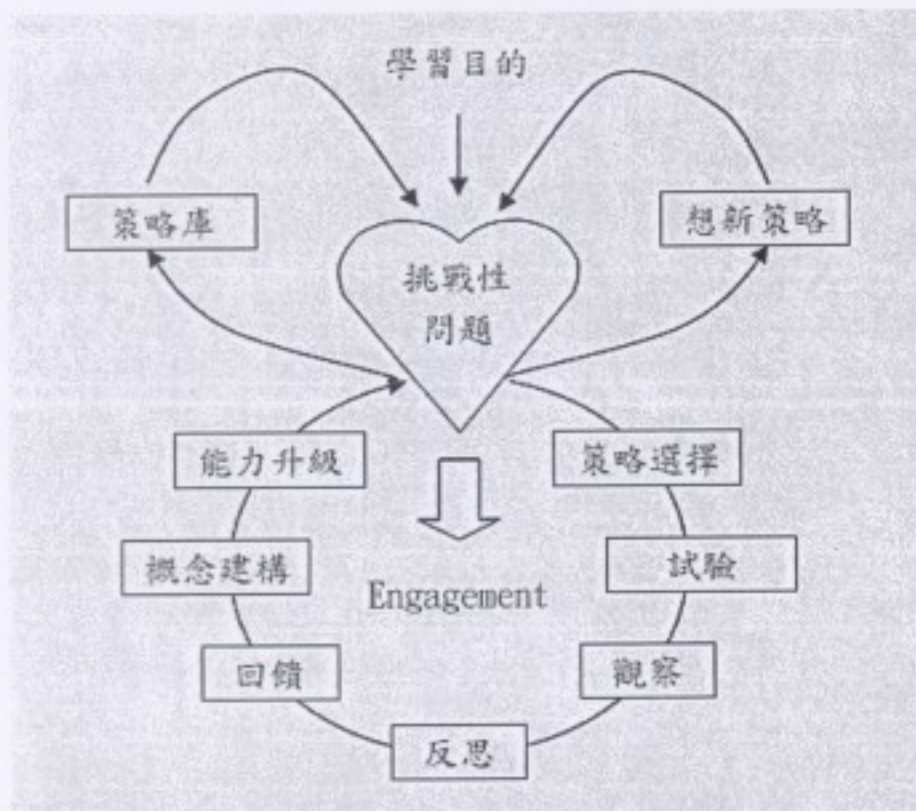 學習目的
策略庫
想新策略
挑戰性
問題
能力升級
策略選擇
概念建構
試驗
Engagement
回饋
觀察
反思